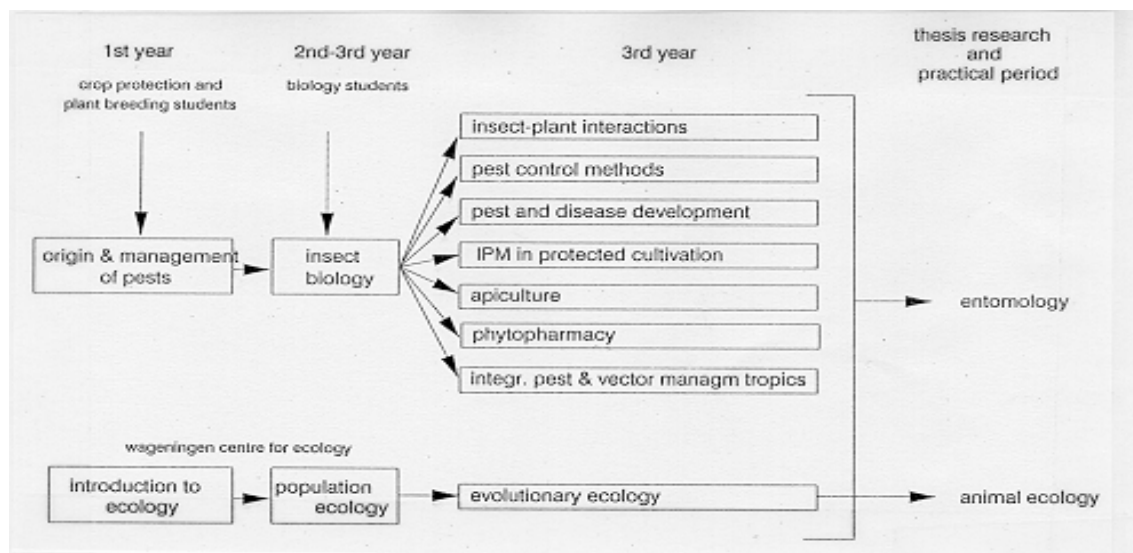 1st year
2nd-3rd year
3rd year
thesis research
and
practical period
crop protection and
plant breeding students
biology students
insect-plant interactions
pest control methods
pest and disease development
origin & management
of pests
insect
biology
IPM in protected cultivation
apiculture
entomology
phytopharmacy
integr. pest & vector managm tropics
wageningen centre for ecology
introduction to
ecology
population
ecology
evolutionary ecology
animal ecology